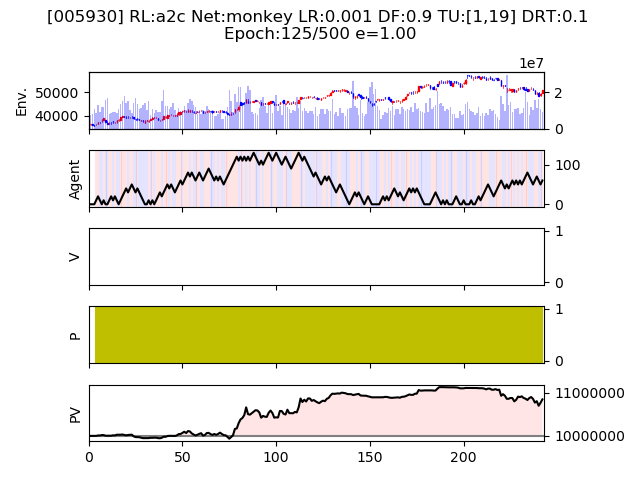 [005930] RL:a2c Net:monkey LR:0.001 DF:0.9 TU:[1,19] DRT:0.1
Epoch:125/500 e=1.00
1e7
Env.
50000
40000
2
0
Agent
100
0
V
1
0
P
1
0
PV
11000000
10000000
0
50
100
150
200